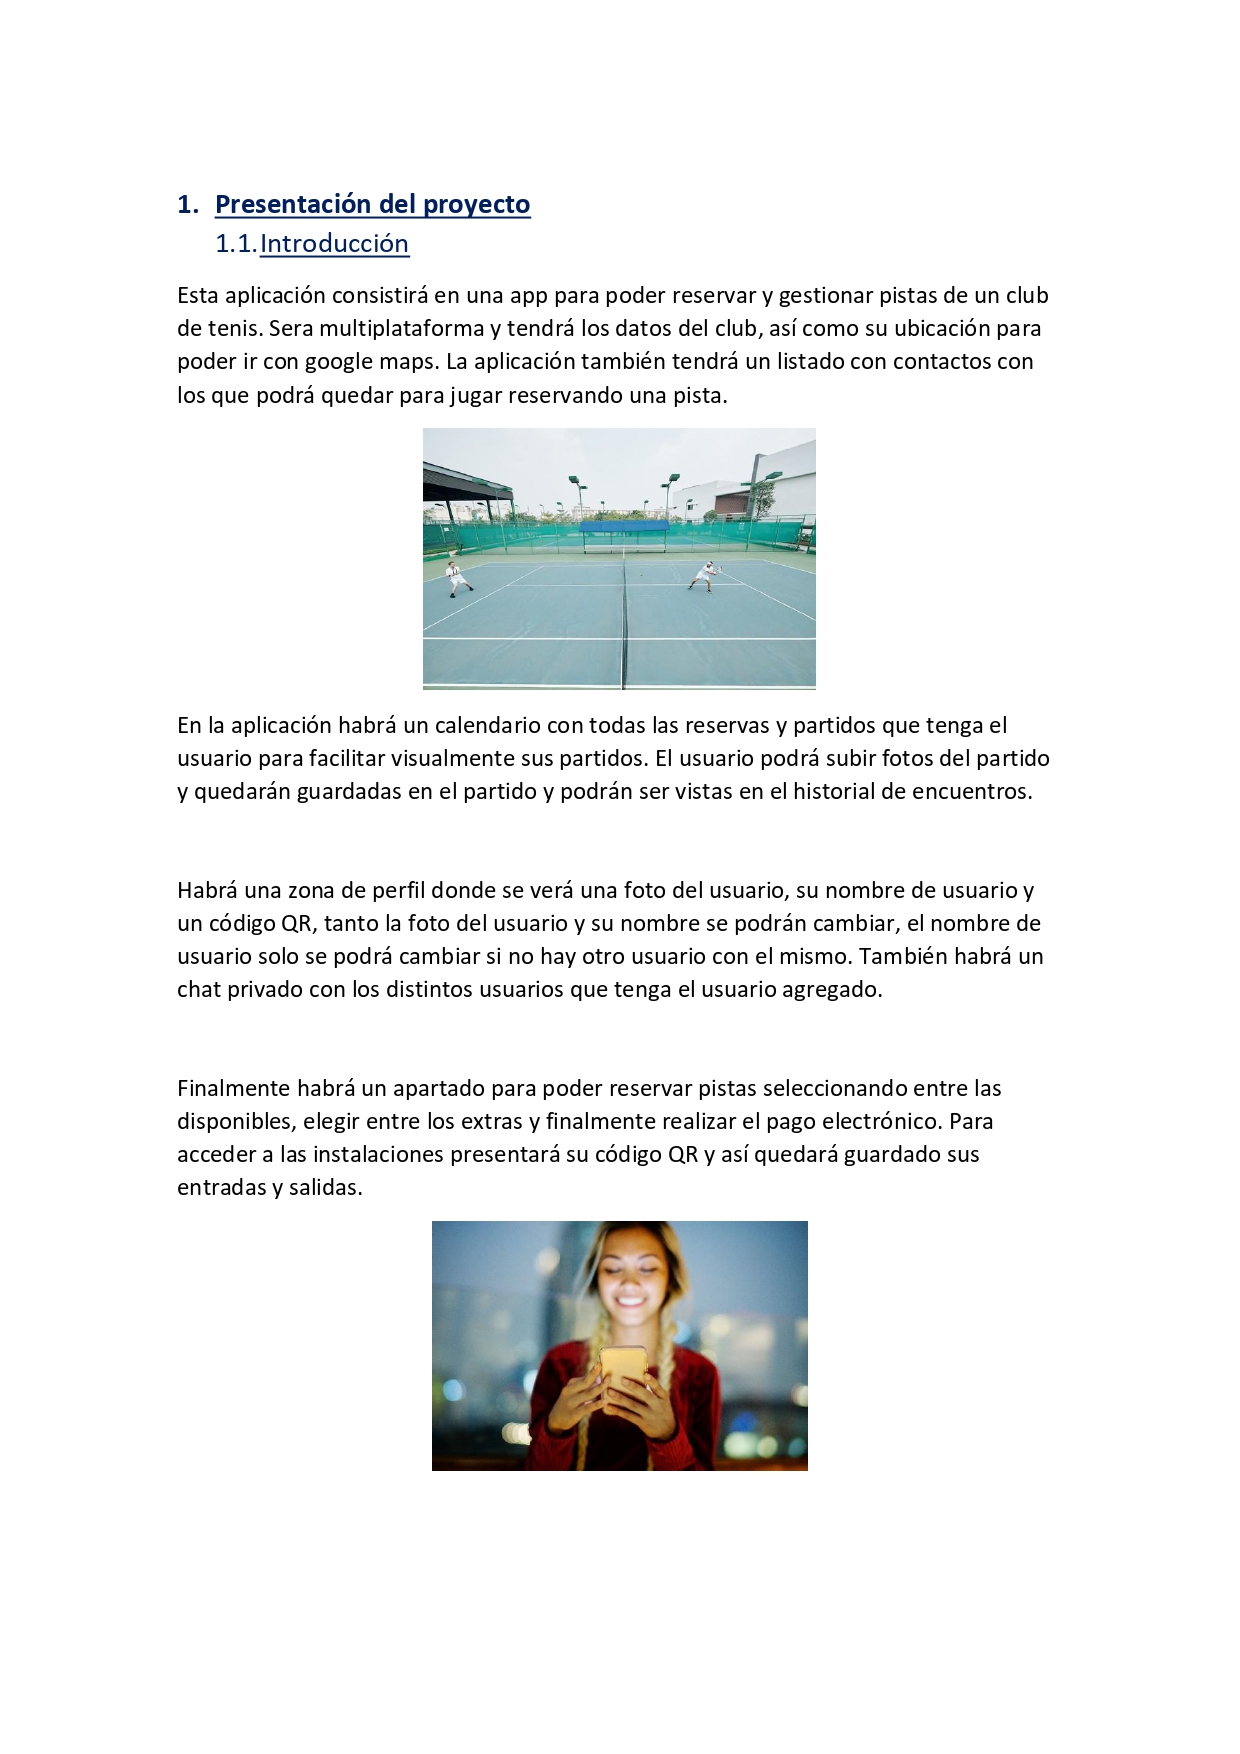 1. Presentación del proyecto
1.1. Introducción
Esta aplicación consistirá en una app para poder reservar y gestionar pistas de un club
de tenis. Sera multiplataforma y tendrá los datos del club, así como su ubicación para
poder ir con google maps. La aplicación también tendrá un listado con contactos con
los que podrá quedar para jugar reservando una pista.
En la aplicación habrá un calendario con todas las reservas y partidos que tenga el
usuario para facilitar visualmente sus partidos. El usuario podrá subir fotos del partido
y quedarán guardadas en el partido y podrán ser vistas en el historial de encuentros.
Habrá una zona de perfil donde se verá una foto del usuario, su nombre de usuario y
un código QR, tanto la foto del usuario y su nombre se podrán cambiar, el nombre de
usuario solo se podrá cambiar si no hay otro usuario con el mismo. También habrá un
chat privado con los distintos usuarios que tenga el usuario agregado.
Finalmente habrá un apartado para poder reservar pistas seleccionando entre las
disponibles, elegir entre los extras y finalmente realizar el pago electrónico. Para
acceder a las instalaciones presentará su código QR y así quedará guardado sus
entradas y salidas.